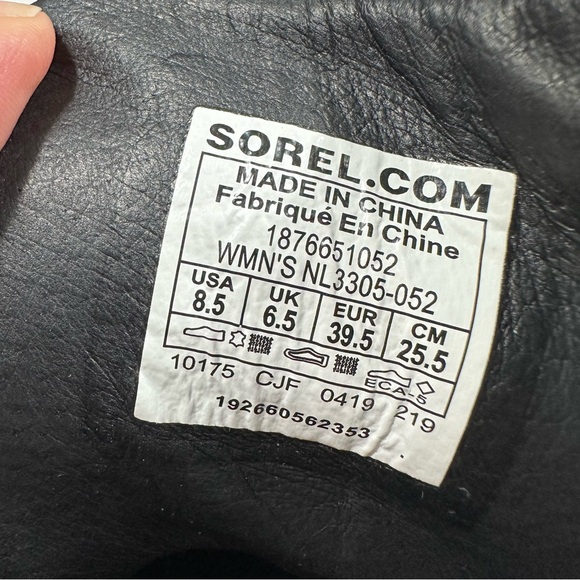 SOREL.COM
MADE IN CHINA
Fabriqué En Chine
1876651052
WMN'S NL3305-052
USA UK EUR CM
8.5 6.5 39.5 25.5
ECA-5
10175 CJF 0419 219
192660562353